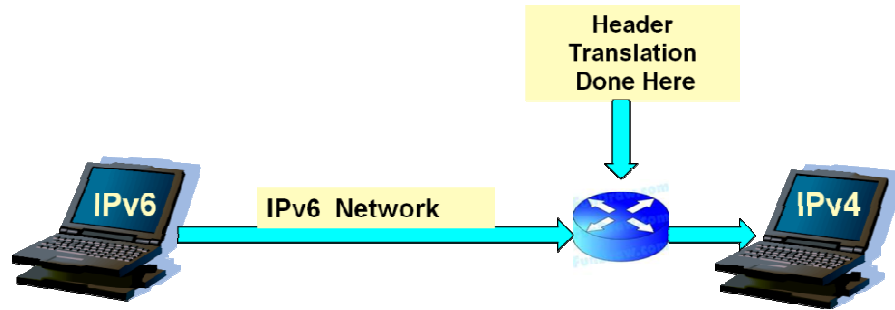 Header
Translation
Done Here
IPv6
IPv6 Network
IPv4